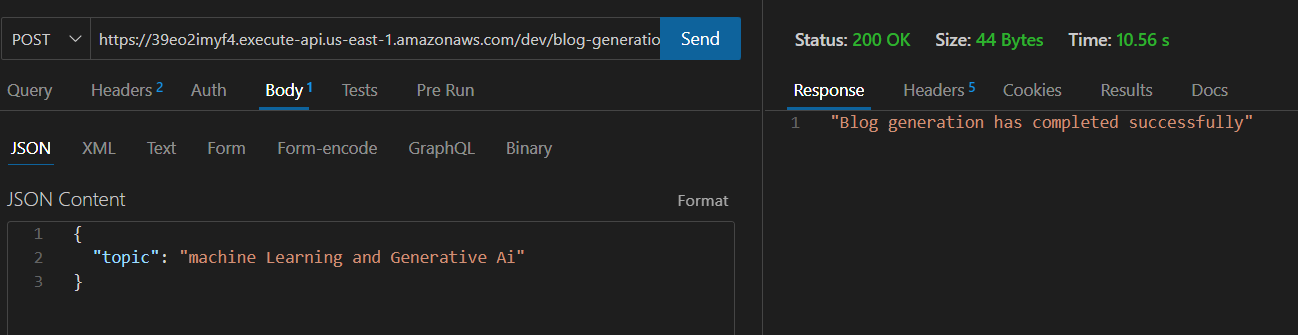 POST https://39eo2imyf4.execute-api.us-east-1.amazonaws.com/dev/blog-generatio Send
Query Headers 2 Auth Body 1 Tests Pre Run
JSON XML Text Form Form-encode GraphQL Binary
JSON Content Format
1 {
2 "topic": "machine Learning and Generative Ai"
3 }
Status: 200 OK Size: 44 Bytes Time: 10.56 s
Response Headers 5 Cookies Results Docs
1 "Blog generation has completed successfully"